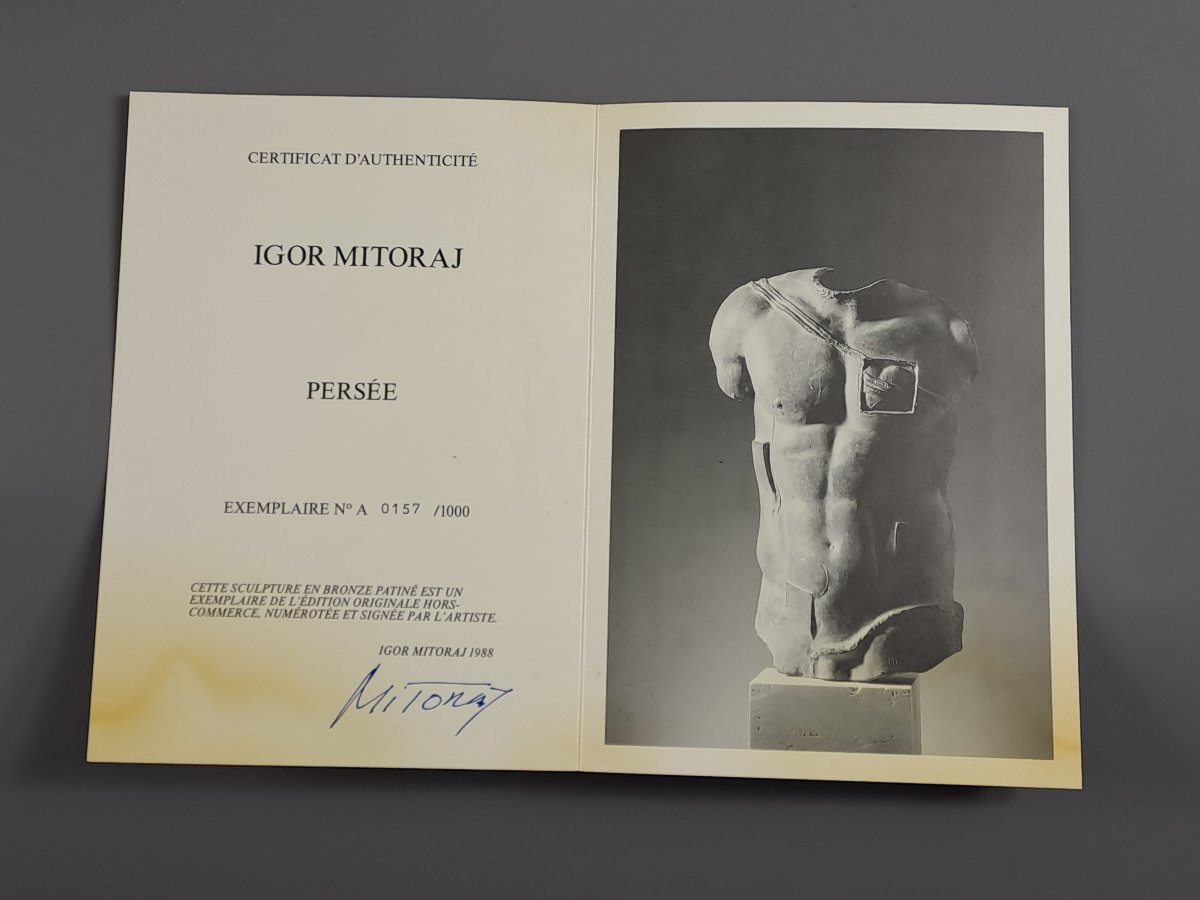 CERTIFICAT D'AUTHENTICITÉ
IGOR MITORAJ
PERSÉE
EXEMPLAIRE Nº A 0157 /1000
CETTE SCULPTURE EN BRONZE PATINÉ EST UN
EXEMPLAIRE DE L'ÉDITION ORIGINALE HORS-
COMMERCE, NUMÉROTÉE ET SIGNÉE PAR L'ARTISTE.
IGOR MITORAJ 1988
MITORAJ